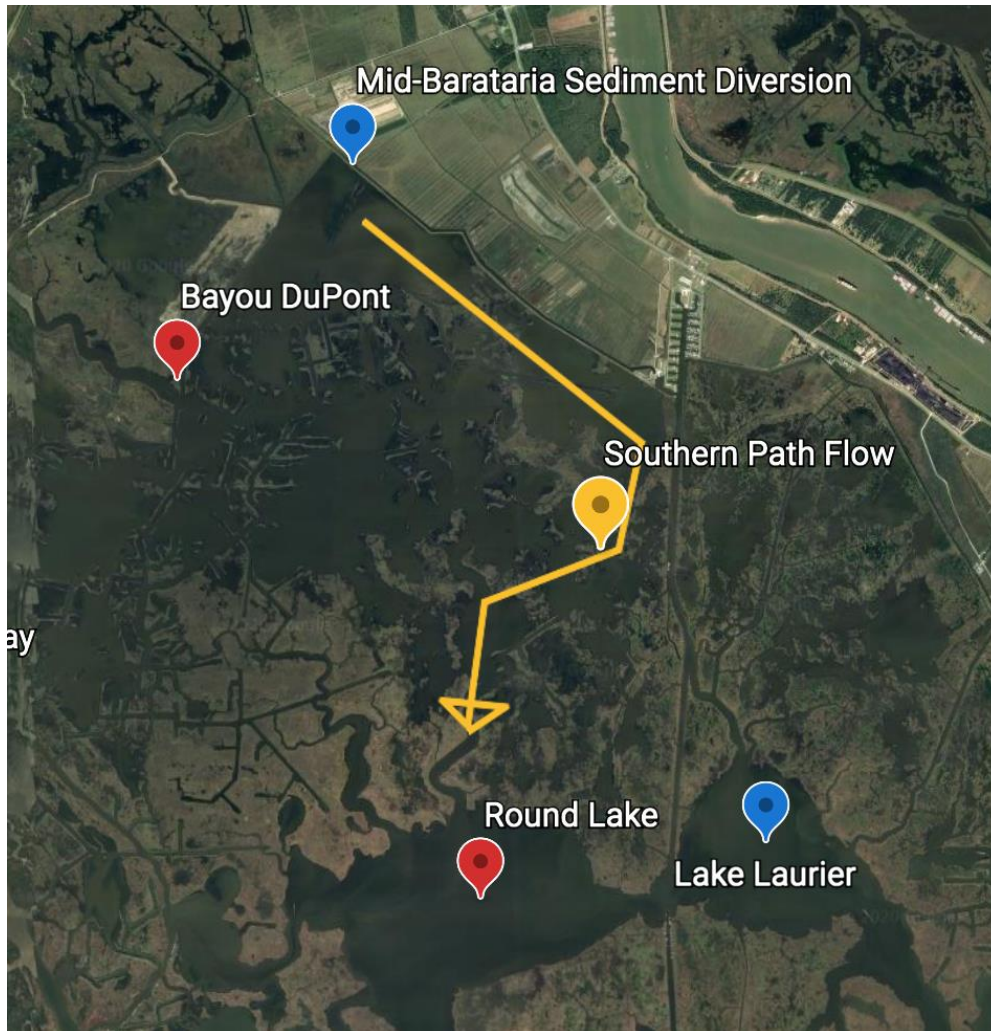 Mid-Barataria Sediment Diversion
Bayou DuPont
Southern Path Flow
ay
Round Lake
Lake Laurier